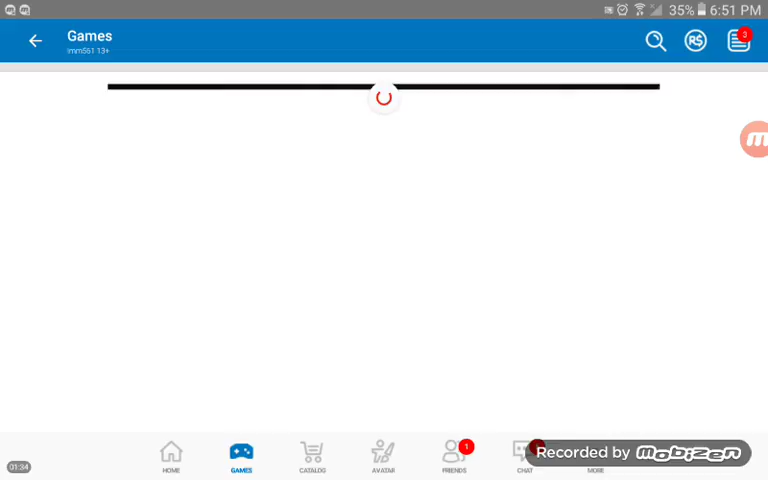 35% 6:51 PM
Games
Imm561 13+
R$
3
1
HOME
GAMES
CATALOG
AVATAR
FRIENDS
CHAT
MORE
Recorded by mobizen
01:34